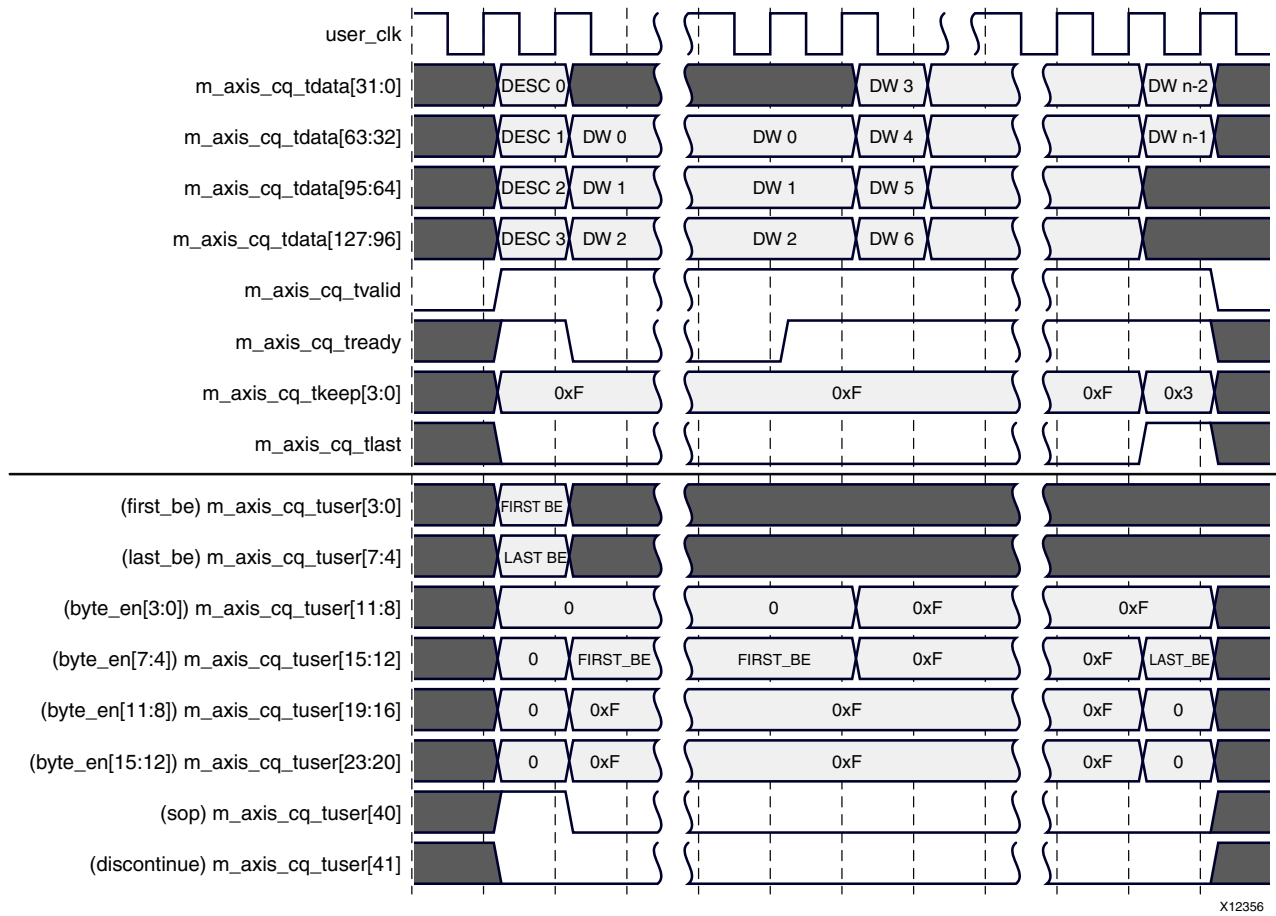 user_clk
m_axis_cq_tdata[31:0] DESC 0 DW 3 DW n-2
m_axis_cq_tdata[63:32] DESC 1 DW 0 DW 0 DW 4 DW n-1
m_axis_cq_tdata[95:64] DESC 2 DW 1 DW 1 DW 5
m_axis_cq_tdata[127:96] DESC 3 DW 2 DW 2 DW 6
m_axis_cq_tvalid
m_axis_cq_tready
m_axis_cq_tkeep[3:0] 0xF 0xF 0xF 0x3
m_axis_cq_tlast
(first_be) m_axis_cq_tuser[3:0] FIRST BE
(last_be) m_axis_cq_tuser[7:4] LAST BE
(byte_en[3:0]) m_axis_cq_tuser[11:8] 0 0 0xF 0xF
(byte_en[7:4]) m_axis_cq_tuser[15:12] 0 FIRST_BE FIRST_BE 0xF 0xF LAST_BE
(byte_en[11:8]) m_axis_cq_tuser[19:16] 0 0xF 0xF 0xF 0
(byte_en[15:12]) m_axis_cq_tuser[23:20] 0 0xF 0xF 0xF 0
(sop) m_axis_cq_tuser[40]
(discontinue) m_axis_cq_tuser[41]
X12356